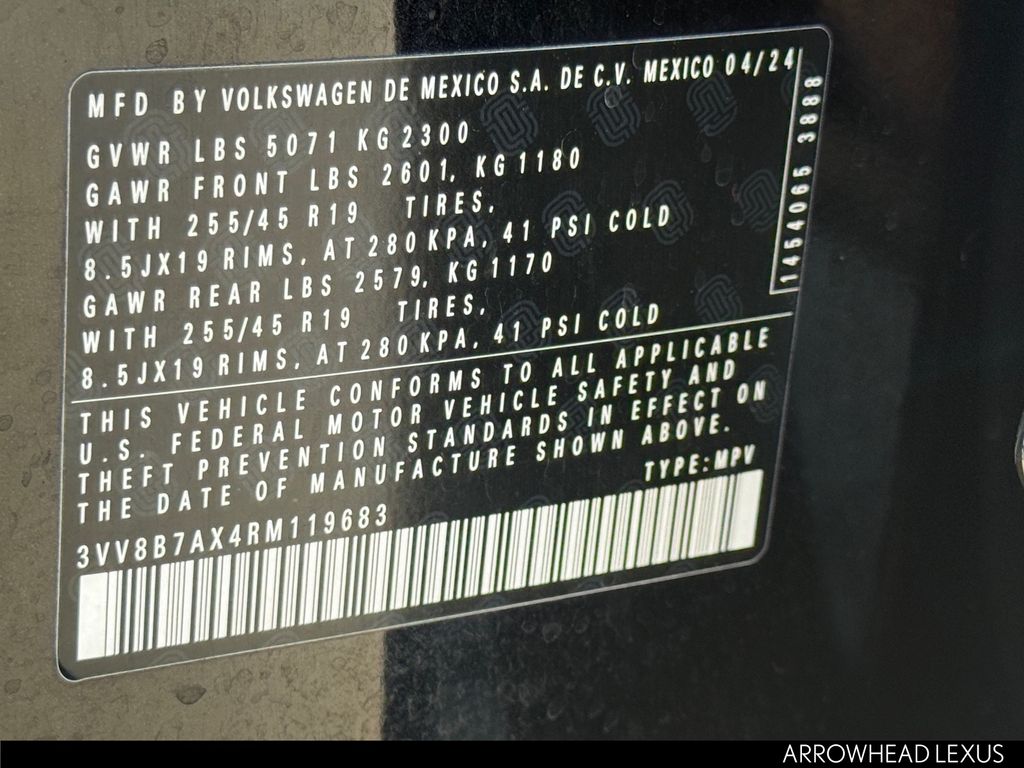 MFD BY VOLKSWAGEN DE MEXICO S.A. DE C.V. MEXICO 04/24
GVWR LBS 5071 KG 2300
GAWR FRONT LBS 2601, KG 1180
WITH 255/45 R19 TIRES,
8.5JX19 RIMS, AT 280 KPA, 41 PSI COLD
GAWR REAR LBS 2579, KG 1170
WITH 255/45 R19 TIRES,
8.5JX19 RIMS, AT 280 KPA, 41 PSI COLD
1454065 3888
THIS VEHICLE CONFORMS TO ALL APPLICABLE
U.S. FEDERAL MOTOR VEHICLE SAFETY AND
THEFT PREVENTION STANDARDS IN EFFECT ON
THE DATE OF MANUFACTURE SHOWN ABOVE.
TYPE: MPV
3VV8B7AX4RM119683
ARROWHEAD LEXUS